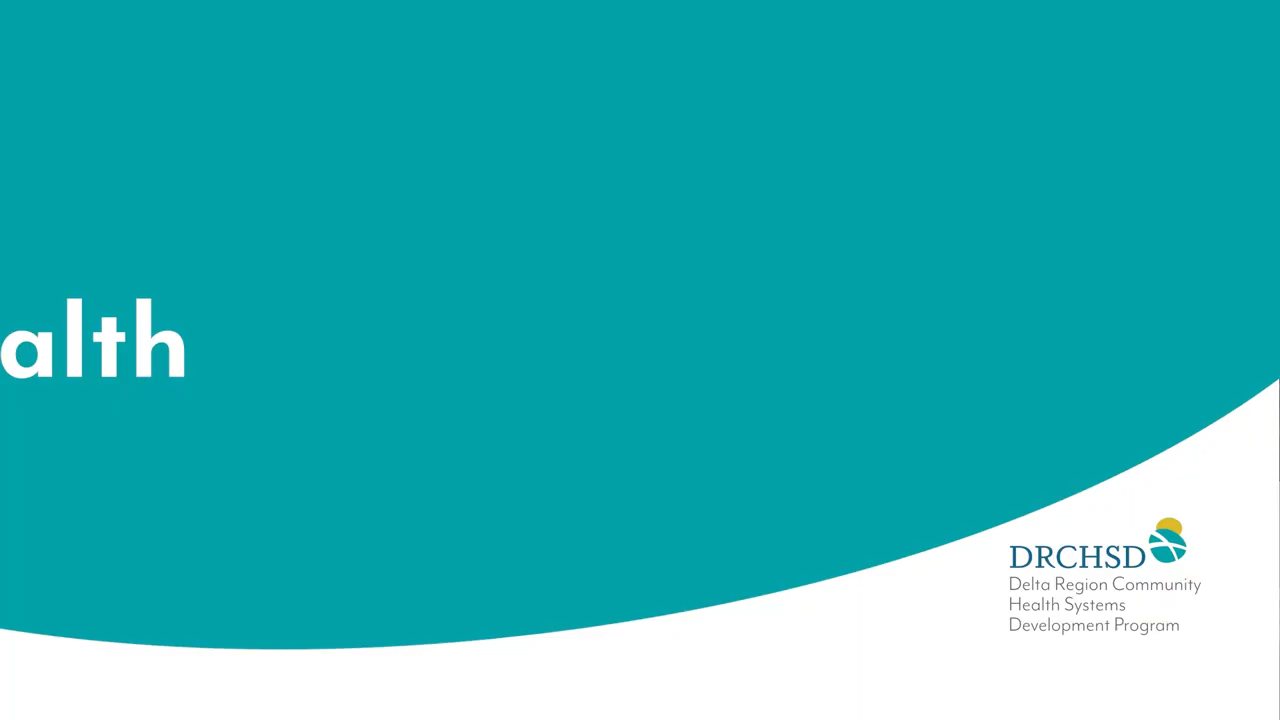 alth
DRCHSD
Delta Region Community
Health Systems
Development Program